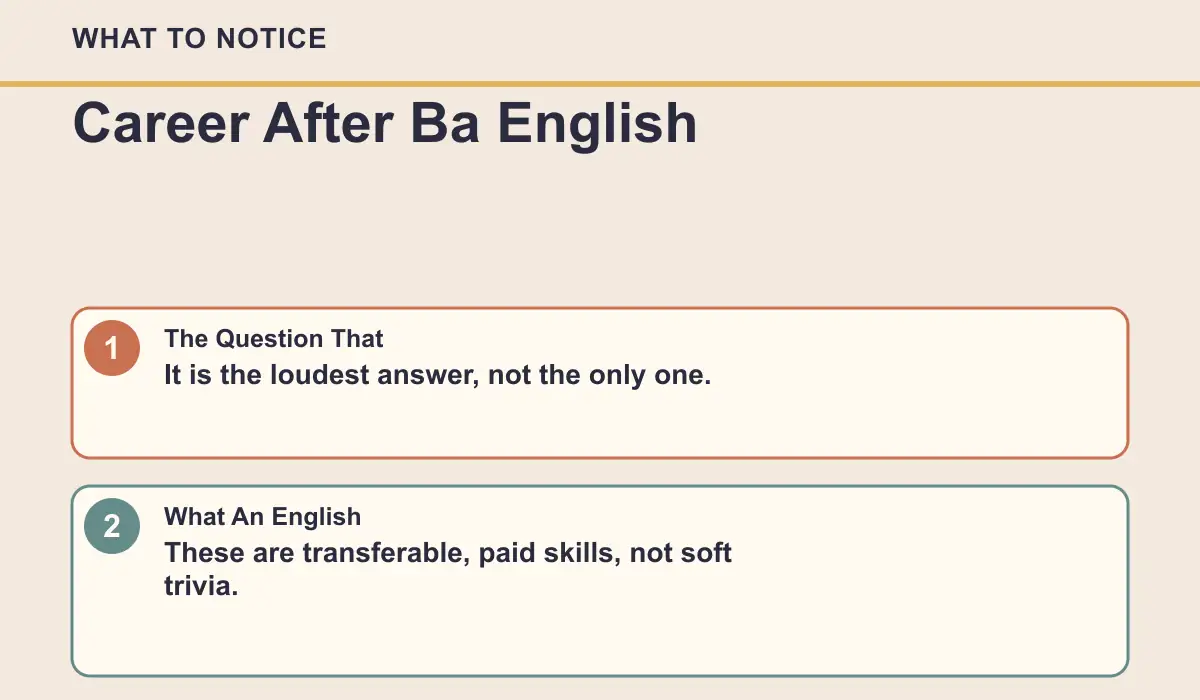 WHAT TO NOTICE
Career After Ba English
1
The Question That
It is the loudest answer, not the only one.
2
What An English
These are transferable, paid skills, not soft
trivia.